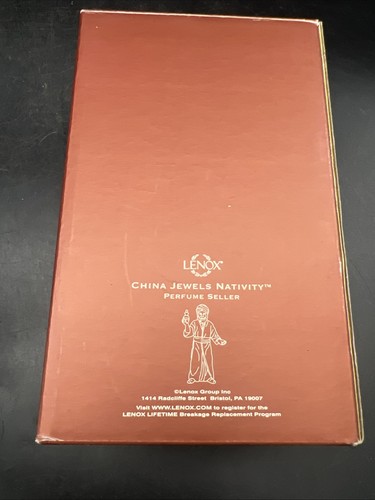 LENOX®
CHINA JEWELS NATIVITY™
PERFUME SELLER
©Lenox Group Inc
1414 Radcliffe Street Bristol, PA 19007
Visit WWW.LENOX.COM to register for the
LENOX LIFETIME Breakage Replacement Program